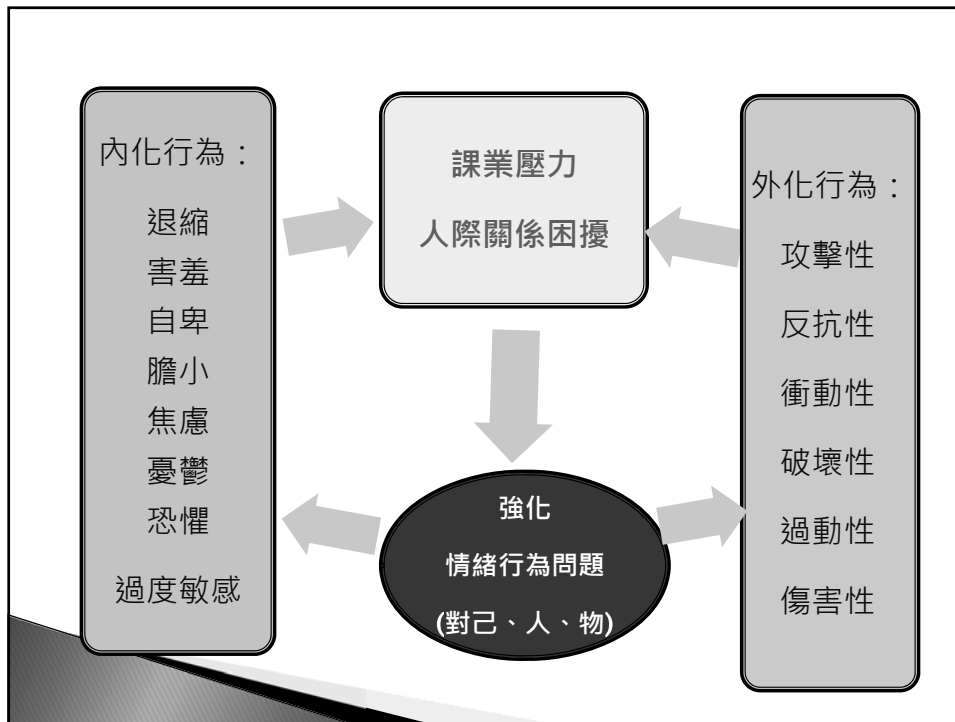 內化行為：
退縮
害羞
自卑
膽小
焦慮
憂鬱
恐懼
過度敏感
課業壓力
人際關係困擾
強化
情緒行為問題
(對己、人、物)
外化行為：
攻擊性
反抗性
衝動性
破壞性
過動性
傷害性